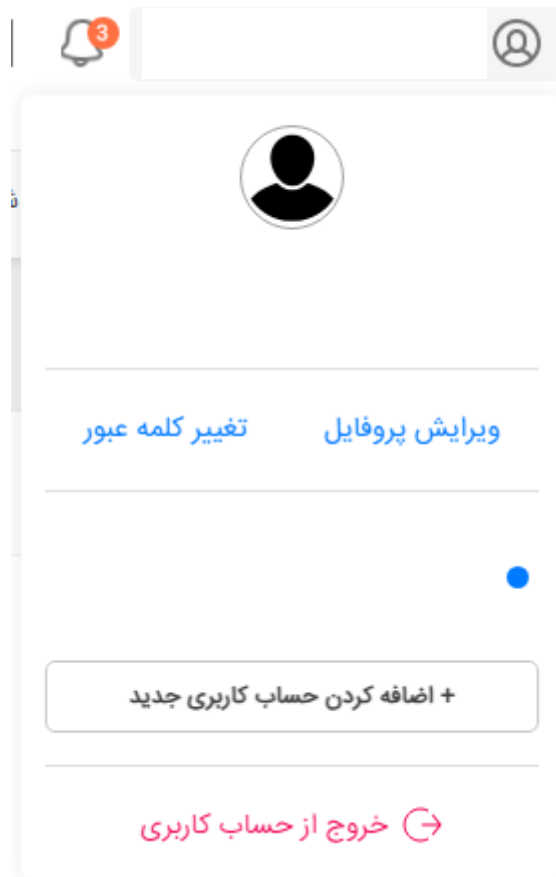 3
ویرایش پروفایل تغییر کلمه عبور
+ اضافه کردن حساب کاربری جدید
خروج از حساب کاربری